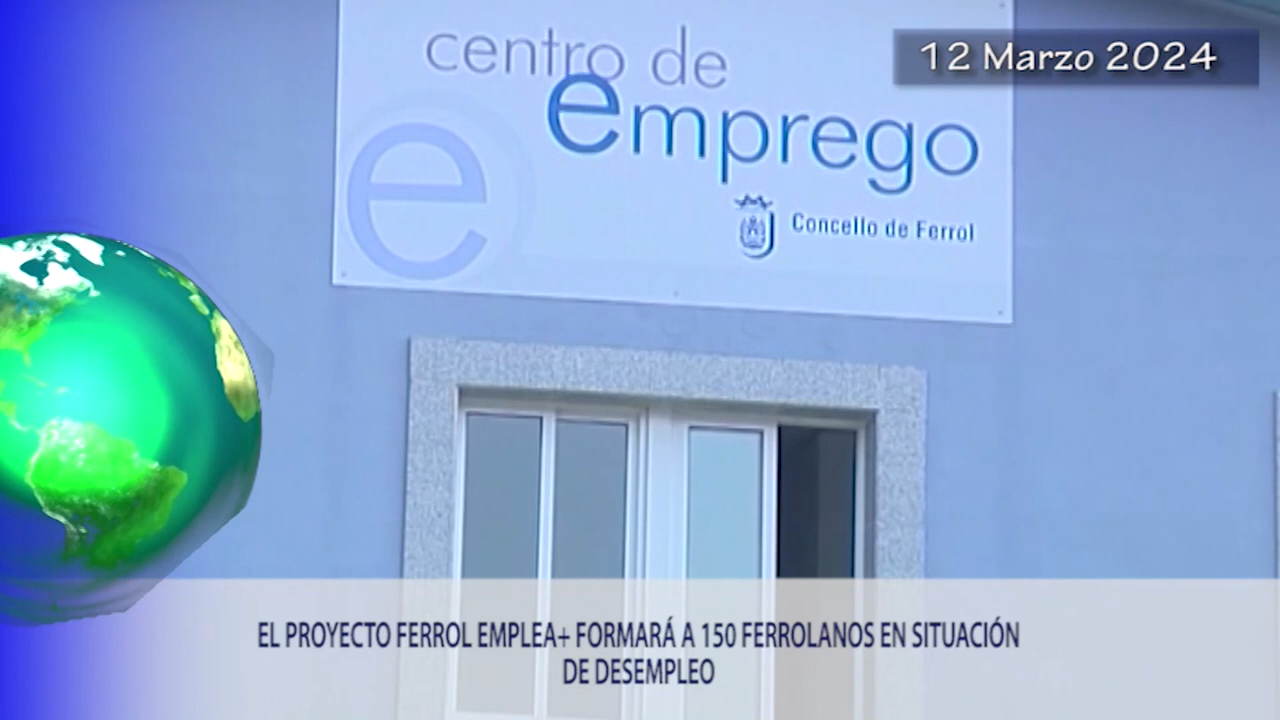 12 Marzo 2024
centro de
emprego
e
Concello de Ferrol
EL PROYECTO FERROL EMPLEA+ FORMARÁ A 150 FERROLANOS EN SITUACIÓN
DE DESEMPLEO